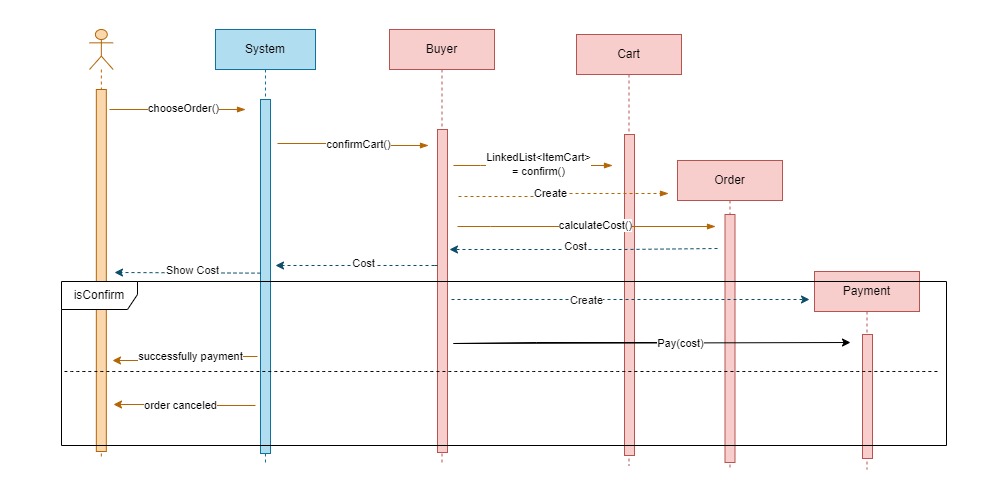 System
Buyer
Cart
chooseOrder()
confirmCart()
LinkedList<ItemCart>
= confirm()
Order
Create
calculateCost()
Cost
Cost
Show Cost
isConfirm
Payment
Create
Pay(cost)
successfully payment
order canceled